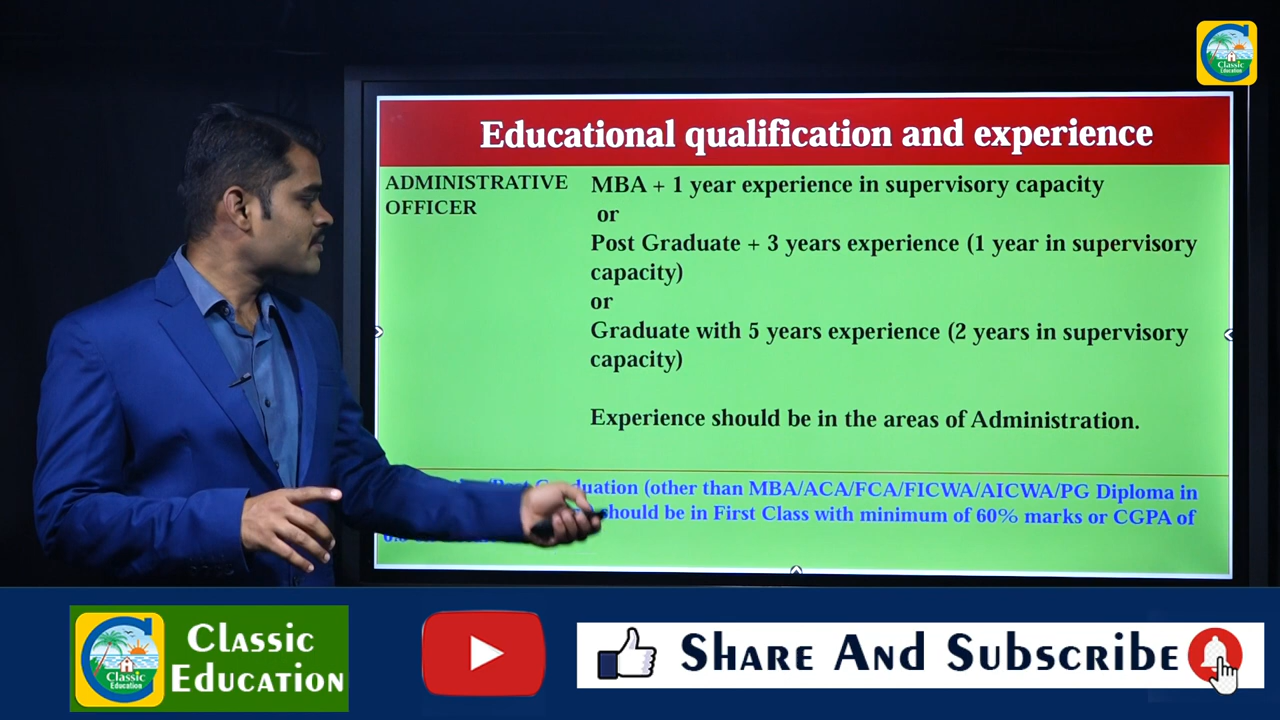 Classic
Education
Educational qualification and experience
ADMINISTRATIVE
OFFICER
MBA + 1 year experience in supervisory capacity
or
Post Graduate + 3 years experience (1 year in supervisory
capacity)
or
Graduate with 5 years experience (2 years in supervisory
capacity)
Experience should be in the areas of Administration.
(other than MBA/ACA/FCA/FICWA/AICWA/PG Diploma in
should be in First Class with minimum of 60% marks or CGPA of
Classic
Education
CLASSIC
EDUCATION
SHARE AND SUBSCRIBE